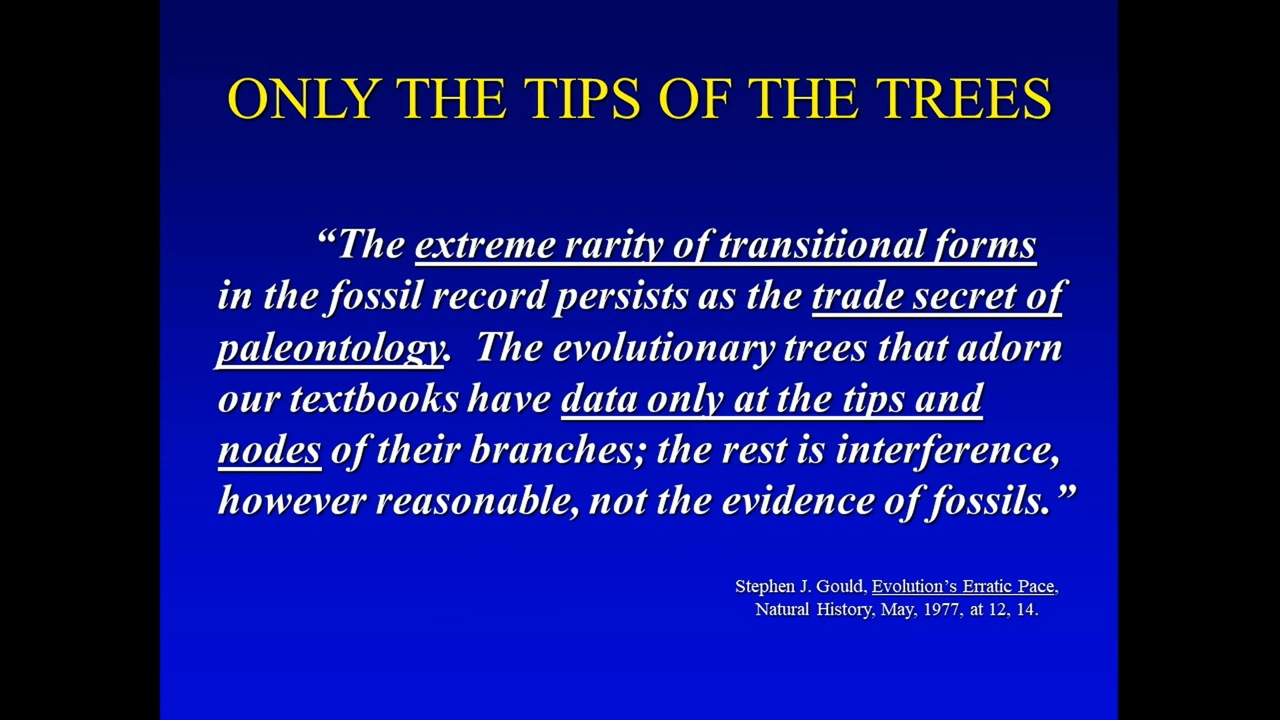 ONLY THE TIPS OF THE TREES
“The extreme rarity of transitional forms
in the fossil record persists as the trade secret of
paleontology.  The evolutionary trees that adorn
our textbooks have data only at the tips and
nodes of their branches; the rest is interference,
however reasonable, not the evidence of fossils.”
Stephen J. Gould, Evolution’s Erratic Pace,
Natural History, May, 1977, at 12, 14.